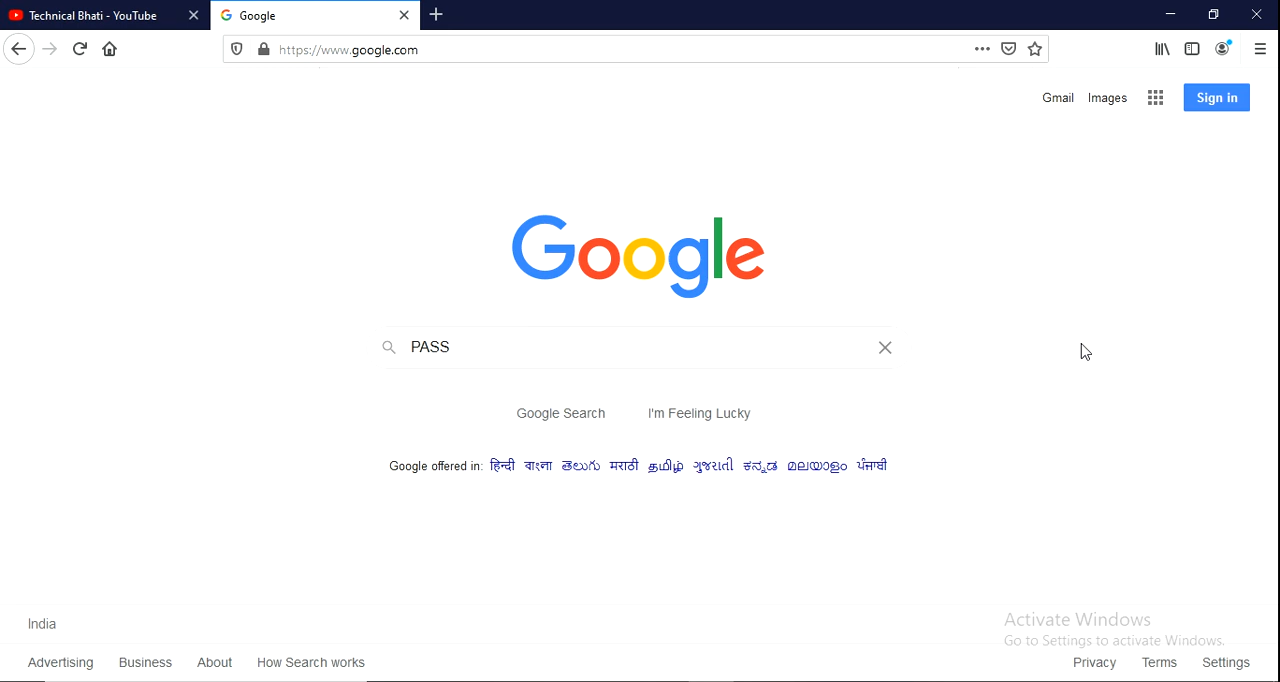 Technical Bhati - YouTube
Google
https://www.google.com
Gmail Images Sign in
Google
PASS
Google Search I'm Feeling Lucky
Google offered in: हिन्दी বাংলা తెలుగు मराठी தமிழ் ગુજરાતી ಕನ್ನಡ മലയാളം ਪੰਜਾਬੀ
Activate Windows
Go to Settings to activate Windows.
India
Advertising Business About How Search works Privacy Terms Settings